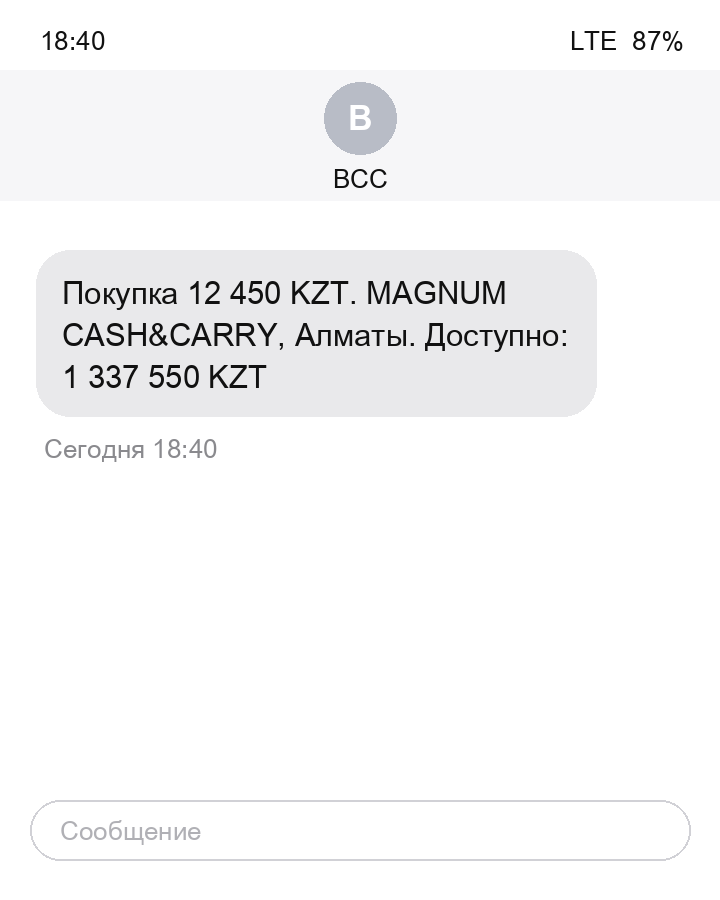 18:40 LTE 87%
B
BCC
Покупка 12 450 KZT. MAGNUM
CASH&CARRY, Алматы. Доступно:
1 337 550 KZT
Сегодня 18:40
Сообщение